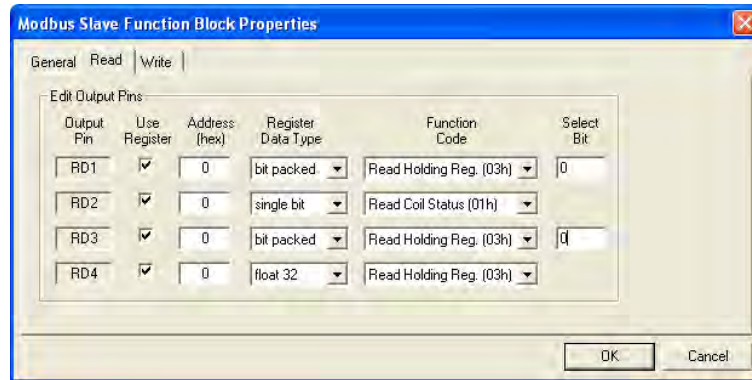 Modbus Slave Function Block Properties
General Read Write
Edit Output Pins
Output Pin Use Register Address (hex) Register Data Type Function Code Select Bit
RD1 0 bit packed Read Holding Reg. (03h) 0
RD2 0 single bit Read Coil Status (01h)
RD3 0 bit packed Read Holding Reg. (03h) 0
RD4 0 float 32 Read Holding Reg. (03h)
OK Cancel